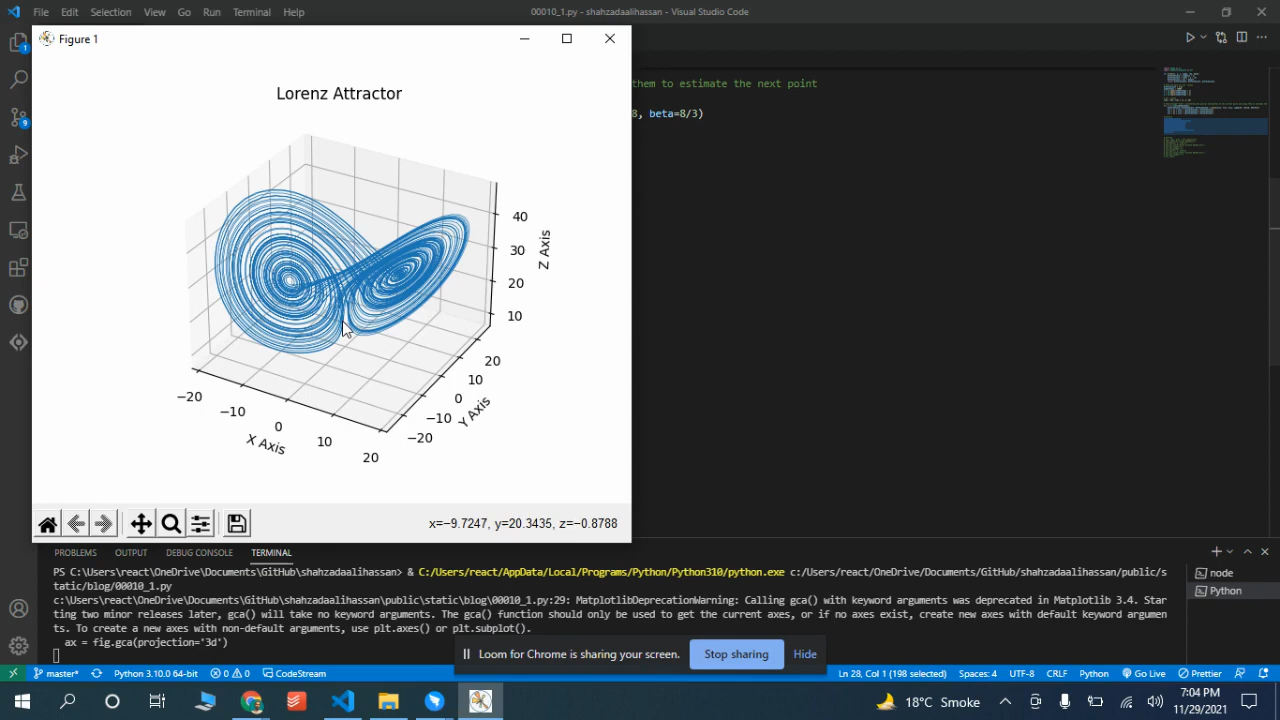 File Edit Selection View Go Run Terminal Help 00010_1.py - shahzadaalihassan - Visual Studio Code
Figure 1
them to estimate the next point
Lorenz Attractor
8, beta=8/3)
40
30
20
10
Z Axis
20
10
0
−10
−20
Y Axis
−20
−10
0
10
20
X Axis
x=−9.7247, y=20.3435, z=−0.8788
PROBLEMS OUTPUT DEBUG CONSOLE TERMINAL
PS C:\Users\react\OneDrive\Documents\GitHub\shahzadaalihassan> & C:/Users/react/AppData/Local/Programs/Python/Python310/python.exe c:/Users/react/OneDrive/Documents/GitHub/shahzadaalihassan/public/s
tatic/blog/00010_1.py
c:\Users\react\OneDrive\Documents\GitHub\shahzadaalihassan\public\static\blog\00010_1.py:29: MatplotlibDeprecationWarning: Calling gca() with keyword arguments was deprecated in Matplotlib 3.4. Star
ting two minor releases later, gca() will take no keyword arguments. The gca() function should only be used to get the current axes, or if no axes exist, create new axes with default keyword argumen
ts. To create a new axes with non-default arguments, use plt.axes() or plt.subplot().
ax = fig.gca(projection='3d')
node
Python
Loom for Chrome is sharing your screen. Stop sharing Hide
1
9
master* Python 3.10.0 64-bit 0 0 CodeStream Ln 28, Col 1 (198 selected) Spaces: 4 UTF-8 CRLF Python Go Live Prettier
18°C Smoke 7:04 PM
11/29/2021